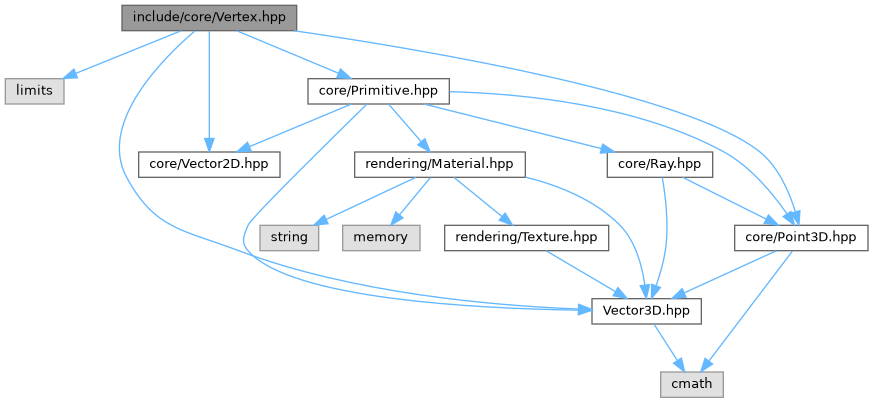 include/core/Vertex.hpp
limits
core/Primitive.hpp
core/Vector2D.hpp
rendering/Material.hpp
core/Ray.hpp
string
memory
rendering/Texture.hpp
core/Point3D.hpp
Vector3D.hpp
cmath